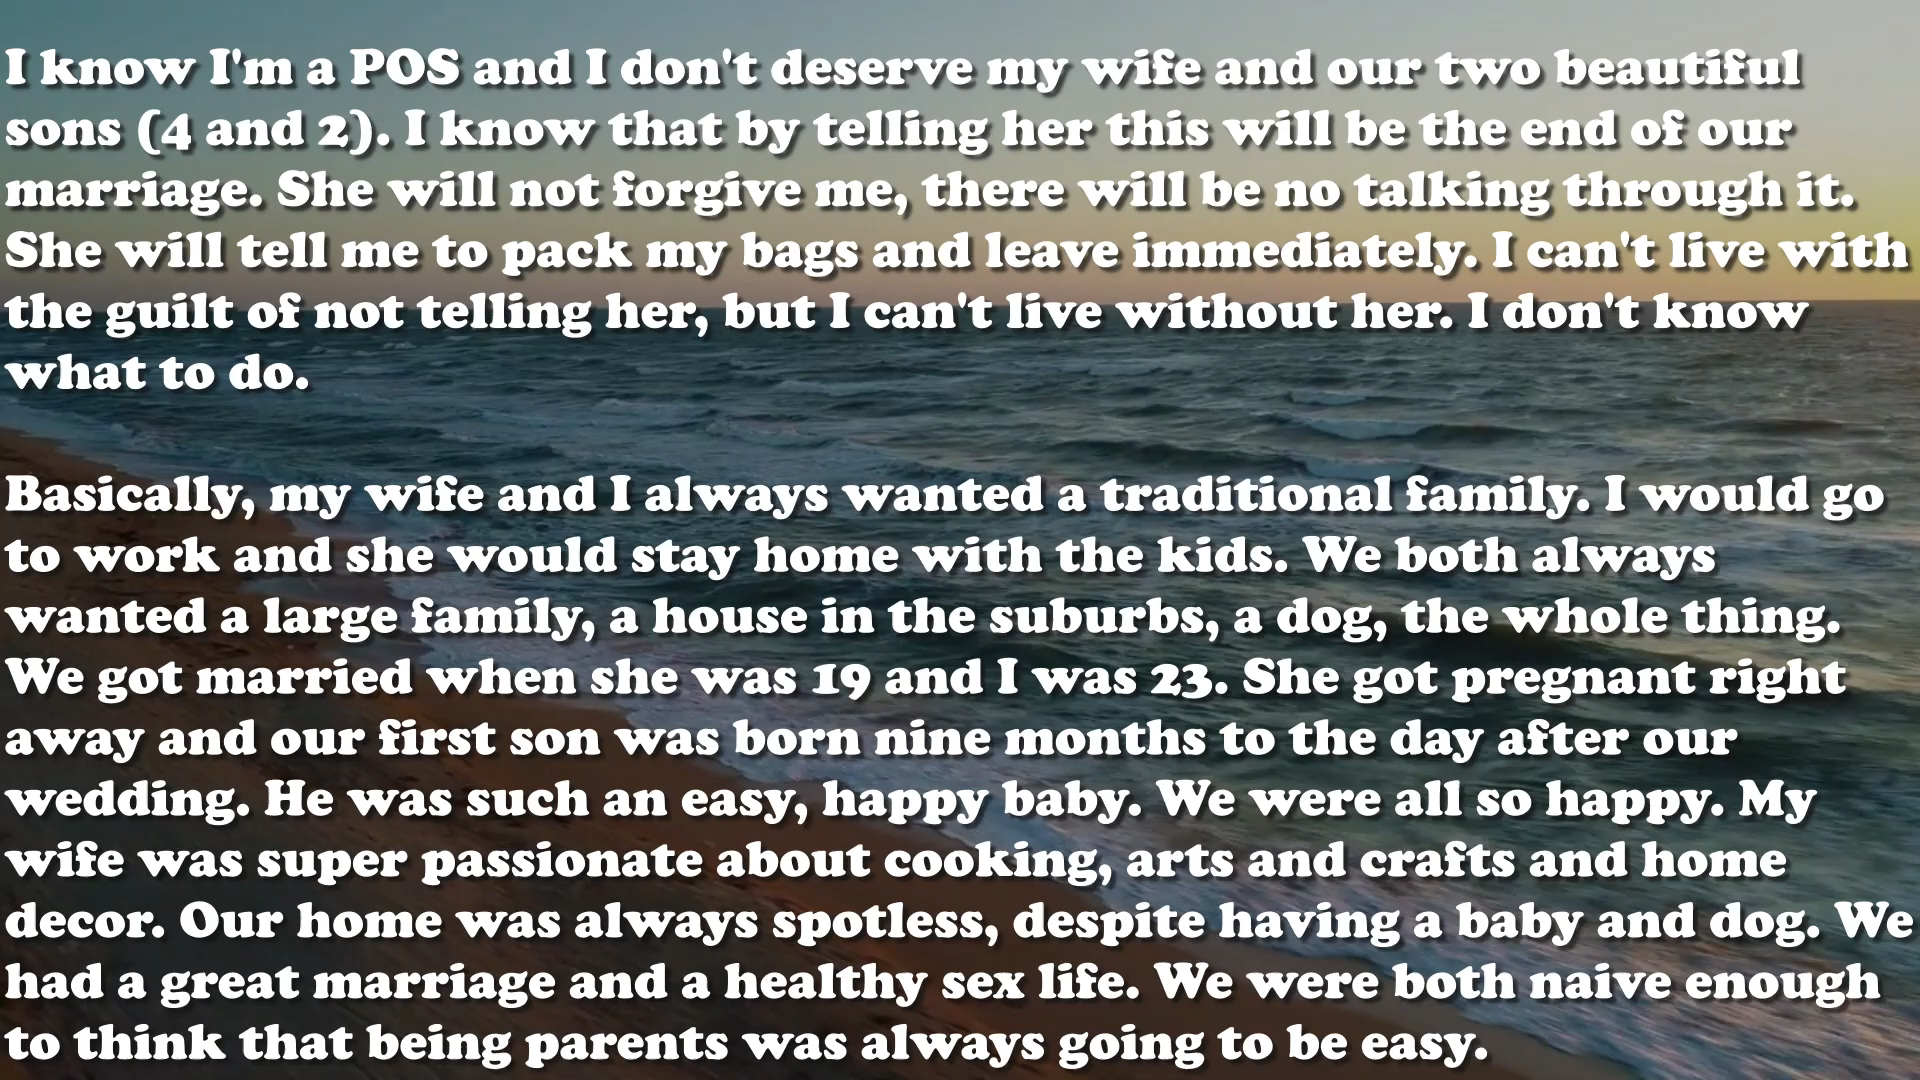 I know I'm a POS and I don't deserve my wife and our two beautiful
sons (4 and 2). I know that by telling her this will be the end of our
marriage. She will not forgive me, there will be no talking through it.
She will tell me to pack my bags and leave immediately. I can't live with
the guilt of not telling her, but I can't live without her. I don't know
what to do.
Basically, my wife and I always wanted a traditional family. I would go
to work and she would stay home with the kids. We both always
wanted a large family, a house in the suburbs, a dog, the whole thing.
We got married when she was 19 and I was 23. She got pregnant right
away and our first son was born nine months to the day after our
wedding. He was such an easy, happy baby. We were all so happy. My
wife was super passionate about cooking, arts and crafts and home
decor. Our home was always spotless, despite having a baby and dog. We
had a great marriage and a healthy sex life. We were both naive enough
to think that being parents was always going to be easy.